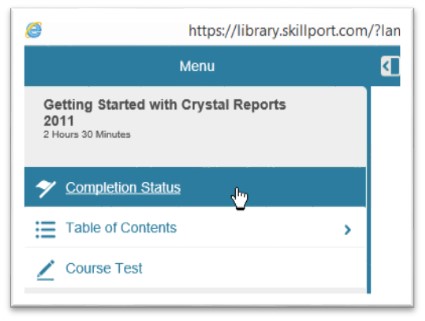 https://library.skillport.com/?lan
Menu
Getting Started with Crystal Reports
2011
2 Hours 30 Minutes
Completion Status
Table of Contents
Course Test